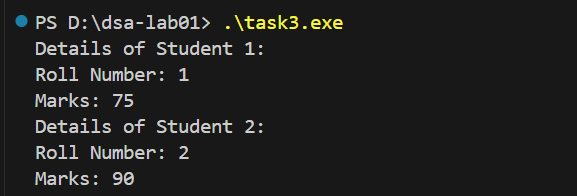 PS D:\dsa-lab01> .\task3.exe
Details of Student 1:
Roll Number: 1
Marks: 75
Details of Student 2:
Roll Number: 2
Marks: 90